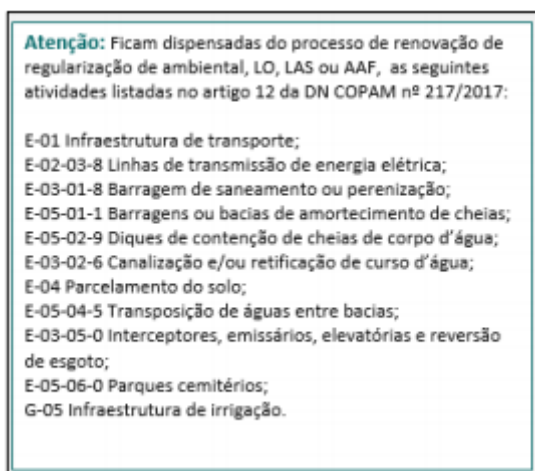 Atenção: Ficam dispensadas do processo de renovação de
regularização de ambiental, LO, LAS ou AAF, as seguintes
atividades listadas no artigo 12 da DN COPAM nº 217/2017:
E-01 Infraestrutura de transporte;
E-02-03-8 Linhas de transmissão de energia elétrica;
E-03-01-8 Barragem de saneamento ou perenização;
E-05-01-1 Barragens ou bacias de amortecimento de cheias;
E-05-02-9 Diques de contenção de cheias de corpo d’água;
E-03-02-6 Canalização e/ou retificação de curso d’água;
E-04 Parcelamento do solo;
E-05-04-5 Transposição de águas entre bacias;
E-03-05-0 Interceptores, emissários, elevatórias e reversão
de esgoto;
E-05-06-0 Parques cemitérios;
G-05 Infraestrutura de irrigação.